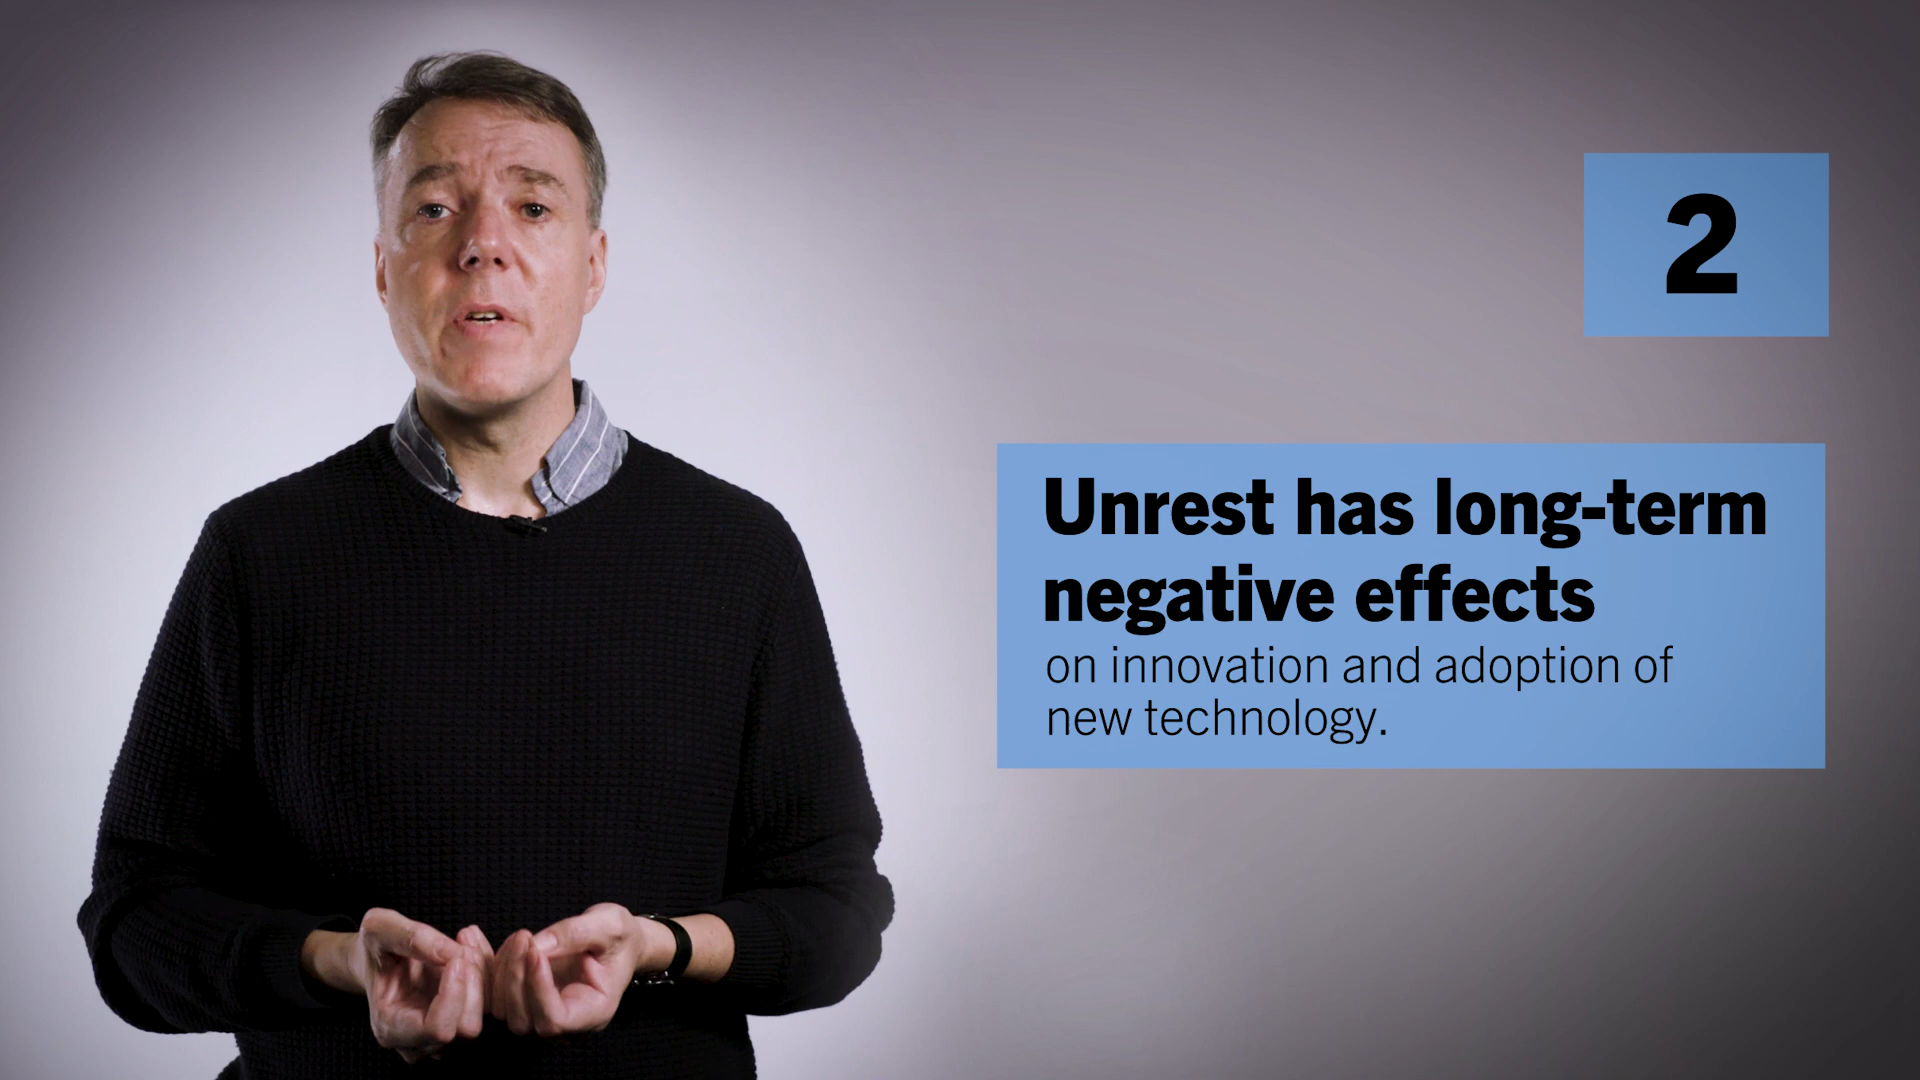 2
Unrest has long-term
negative effects
on innovation and adoption of
new technology.